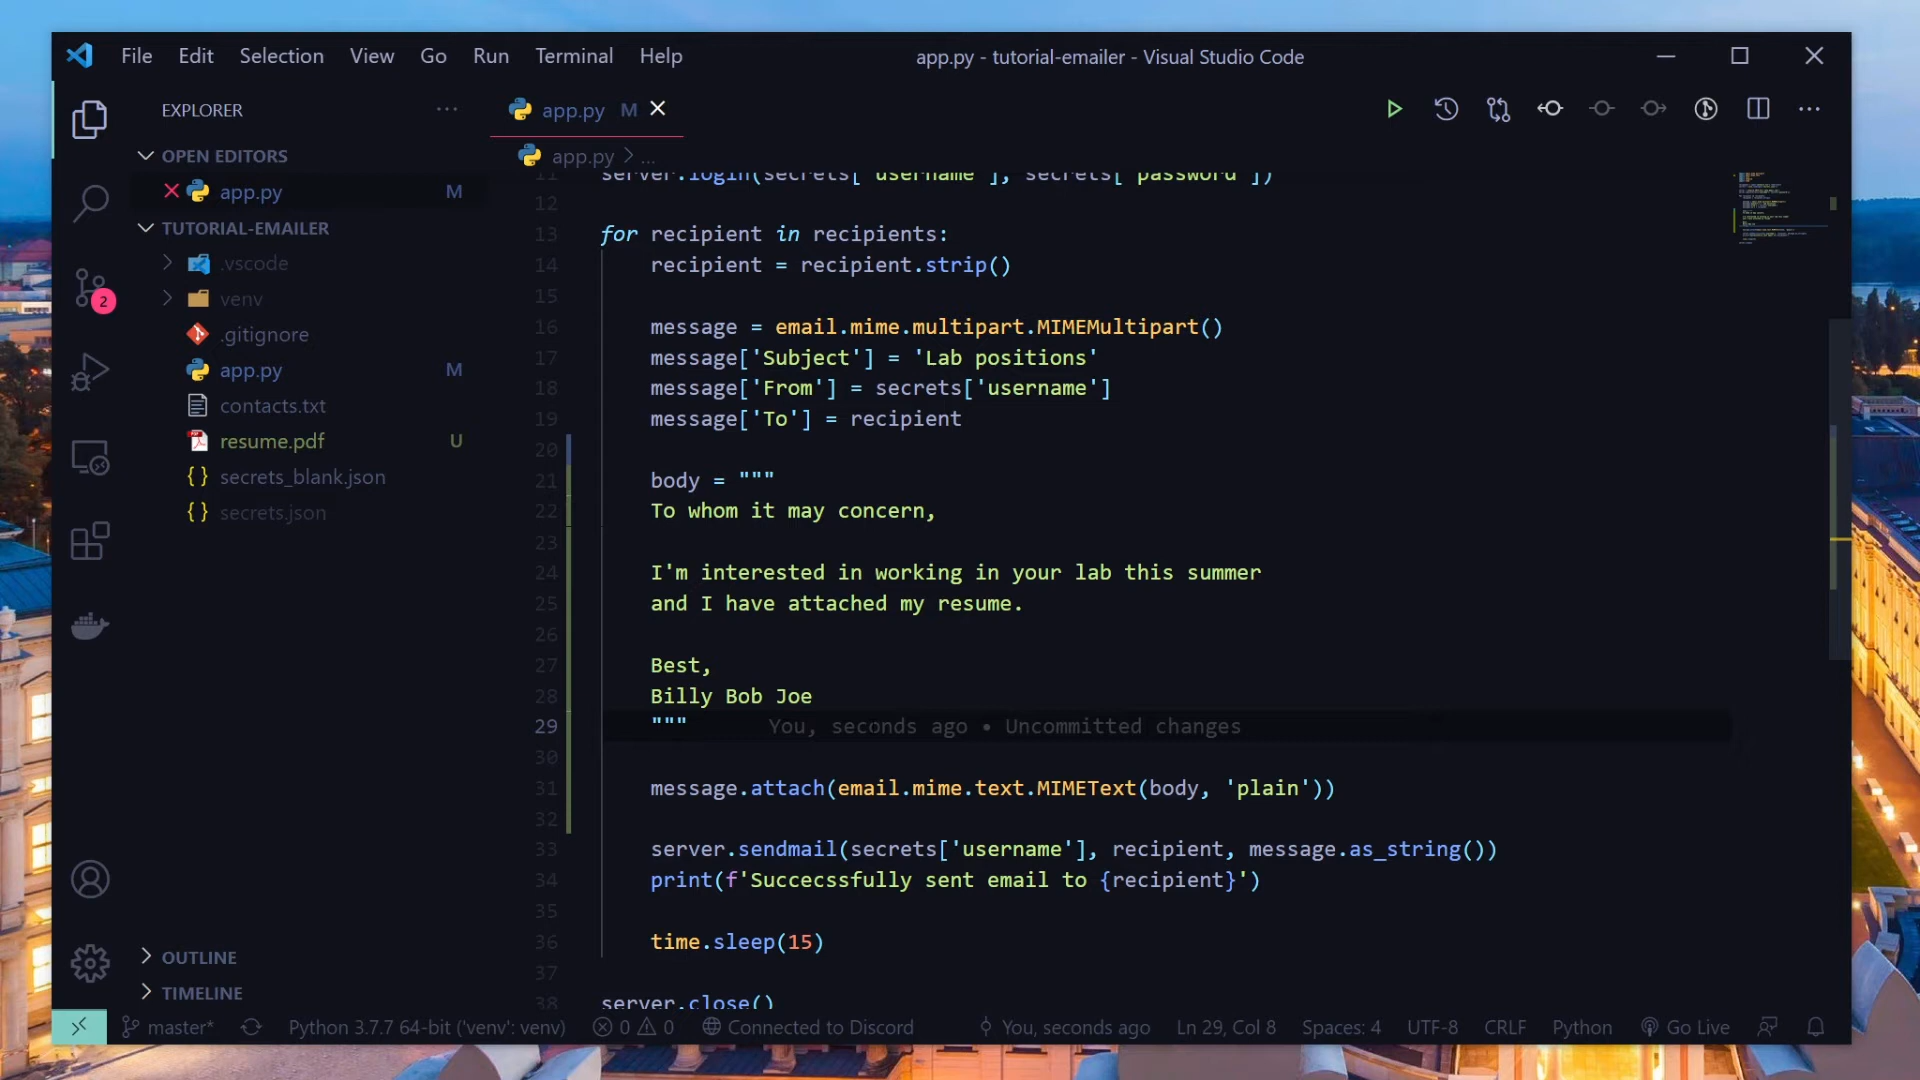 File Edit Selection View Go Run Terminal Help
app.py - tutorial-emailer - Visual Studio Code
EXPLORER
app.py M
OPEN EDITORS
app.py > ...
app.py M
TUTORIAL-EMAILER
.vscode
venv
.gitignore
app.py M
contacts.txt
resume.pdf U
secrets_blank.json
secrets.json
2
OUTLINE
TIMELINE
11 server.login(secrets['username'], secrets['password'])
12
13 for recipient in recipients:
14 recipient = recipient.strip()
15
16 message = email.mime.multipart.MIMEMultipart()
17 message['Subject'] = 'Lab positions'
18 message['From'] = secrets['username']
19 message['To'] = recipient
20
21 body = """
22 To whom it may concern,
23
24 I'm interested in working in your lab this summer
25 and I have attached my resume.
26
27 Best,
28 Billy Bob Joe
29 """ You, seconds ago • Uncommitted changes
30
31 message.attach(email.mime.text.MIMEText(body, 'plain'))
32
33 server.sendmail(secrets['username'], recipient, message.as_string())
34 print(f'Succecssfully sent email to {recipient}')
35
36 time.sleep(15)
37
38 server.close()
master* Python 3.7.7 64-bit ('venv': venv) 0 0 Connected to Discord You, seconds ago Ln 29, Col 8 Spaces: 4 UTF-8 CRLF Python Go Live